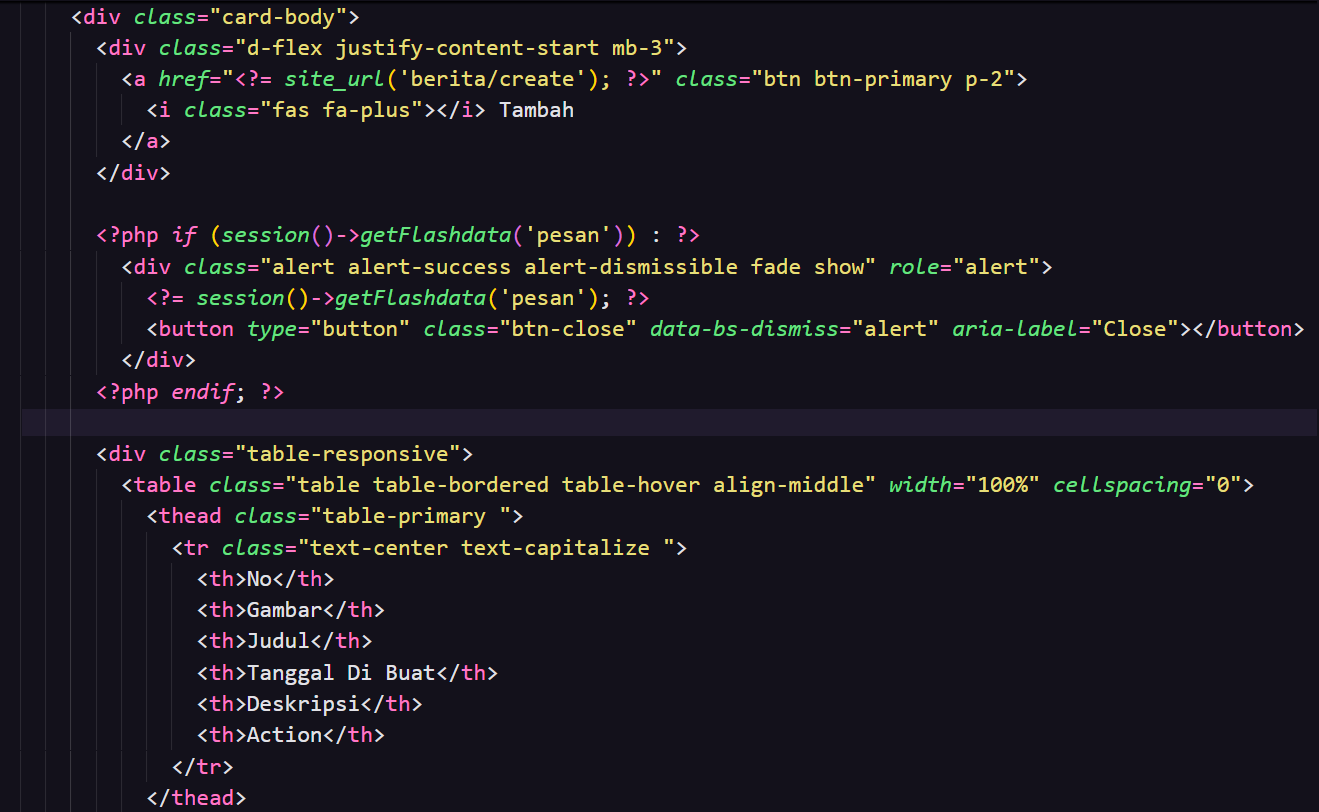 <div class="card-body">
<div class="d-flex justify-content-start mb-3">
<a href="<?= site_url('berita/create'); ?>" class="btn btn-primary p-2">
<i class="fas fa-plus"></i> Tambah
</a>
</div>
<?php if (session()->getFlashdata('pesan')) : ?>
<div class="alert alert-success alert-dismissible fade show" role="alert">
<?= session()->getFlashdata('pesan'); ?>
<button type="button" class="btn-close" data-bs-dismiss="alert" aria-label="Close"></button>
</div>
<?php endif; ?>
<div class="table-responsive">
<table class="table table-bordered table-hover align-middle" width="100%" cellspacing="0">
<thead class="table-primary ">
<tr class="text-center text-capitalize ">
<th>No</th>
<th>Gambar</th>
<th>Judul</th>
<th>Tanggal Di Buat</th>
<th>Deskripsi</th>
<th>Action</th>
</tr>
</thead>